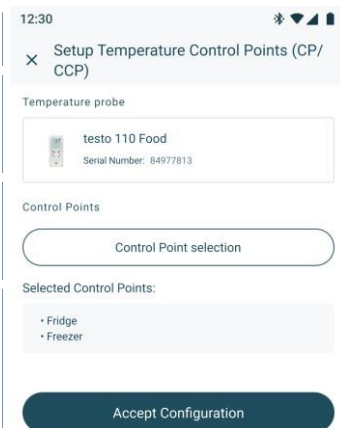 12:30
Setup Temperature Control Points (CP/
CCP)
Temperature probe
testo 110 Food
Serial Number: 84977813
Control Points
Control Point selection
Selected Control Points:
• Fridge
• Freezer
Accept Configuration